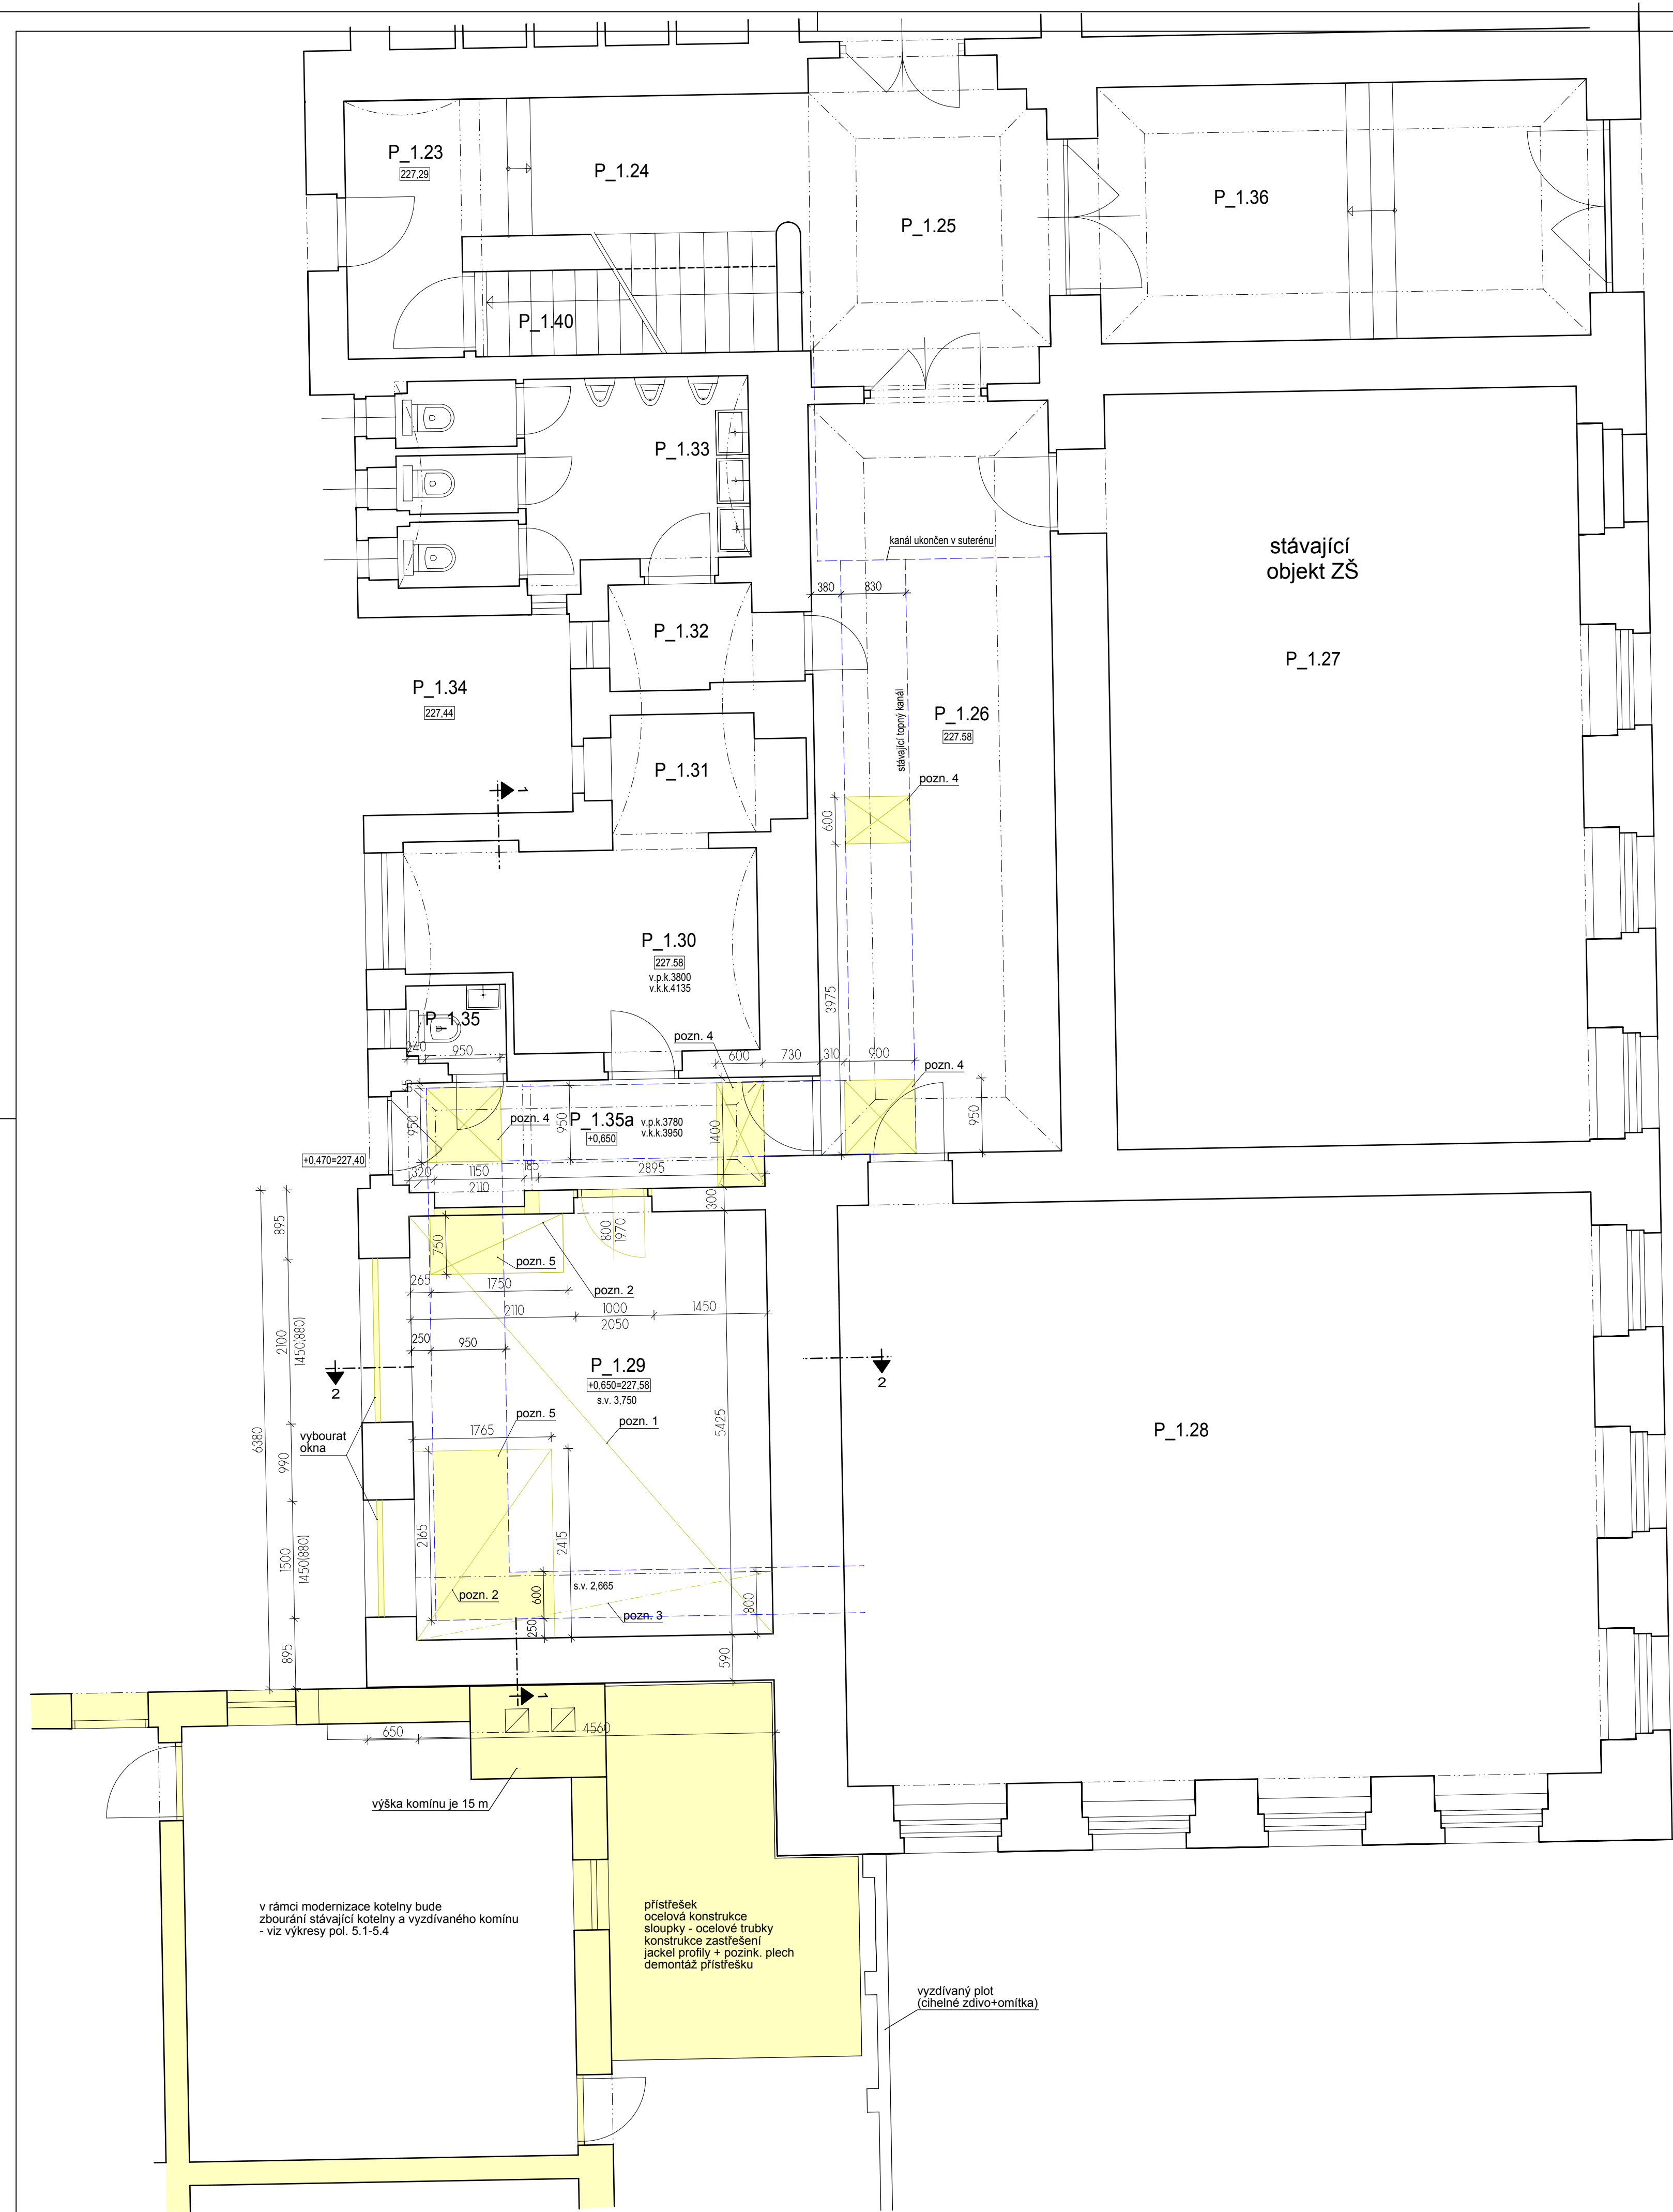 P_1.23
227,29
P_1.24
P_1.25
P_1.36
P_1.40
P_1.33
kanál ukončen v suterénu
380
830
stávající
objekt ZŠ
P_1.27
P_1.32
P_1.34
227,44
stávající topný kanál
P_1.26
227.58
P_1.31
1
pozn. 4
600
3975
P_1.30
227.58
v.p.k.3800
v.k.k.4135
P_1.35
240
950
pozn. 4
600
730
310
900
pozn. 4
950
950
pozn. 4
950
P_1.35a
+0,650
v.p.k.3780
v.k.k.3950
1400
+0,470=227,40
320
1150
185
2895
2110
300
895
750
800
1970
pozn. 5
pozn. 2
265
1750
2110
1000
1450
2050
250
950
2100
1450(880)
2
2
P_1.29
+0,650=227,58
s.v. 3,750
pozn. 5
pozn. 1
1765
5425
6380
vybourat
okna
990
P_1.28
2165
2415
1500
1450(880)
pozn. 2
600
s.v. 2,665
pozn. 3
800
250
895
590
1
650
4560
výška komínu je 15 m
v rámci modernizace kotelny bude
zbourání stávající kotelny a vyzdívaného komínu
- viz výkresy pol. 5.1-5.4
přístřešek
ocelová konstrukce
sloupky - ocelové trubky
konstrukce zastřešení
jackel profily + pozink. plech
demontáž přístřešku
vyzdívaný plot
(cihelné zdivo+omítka)